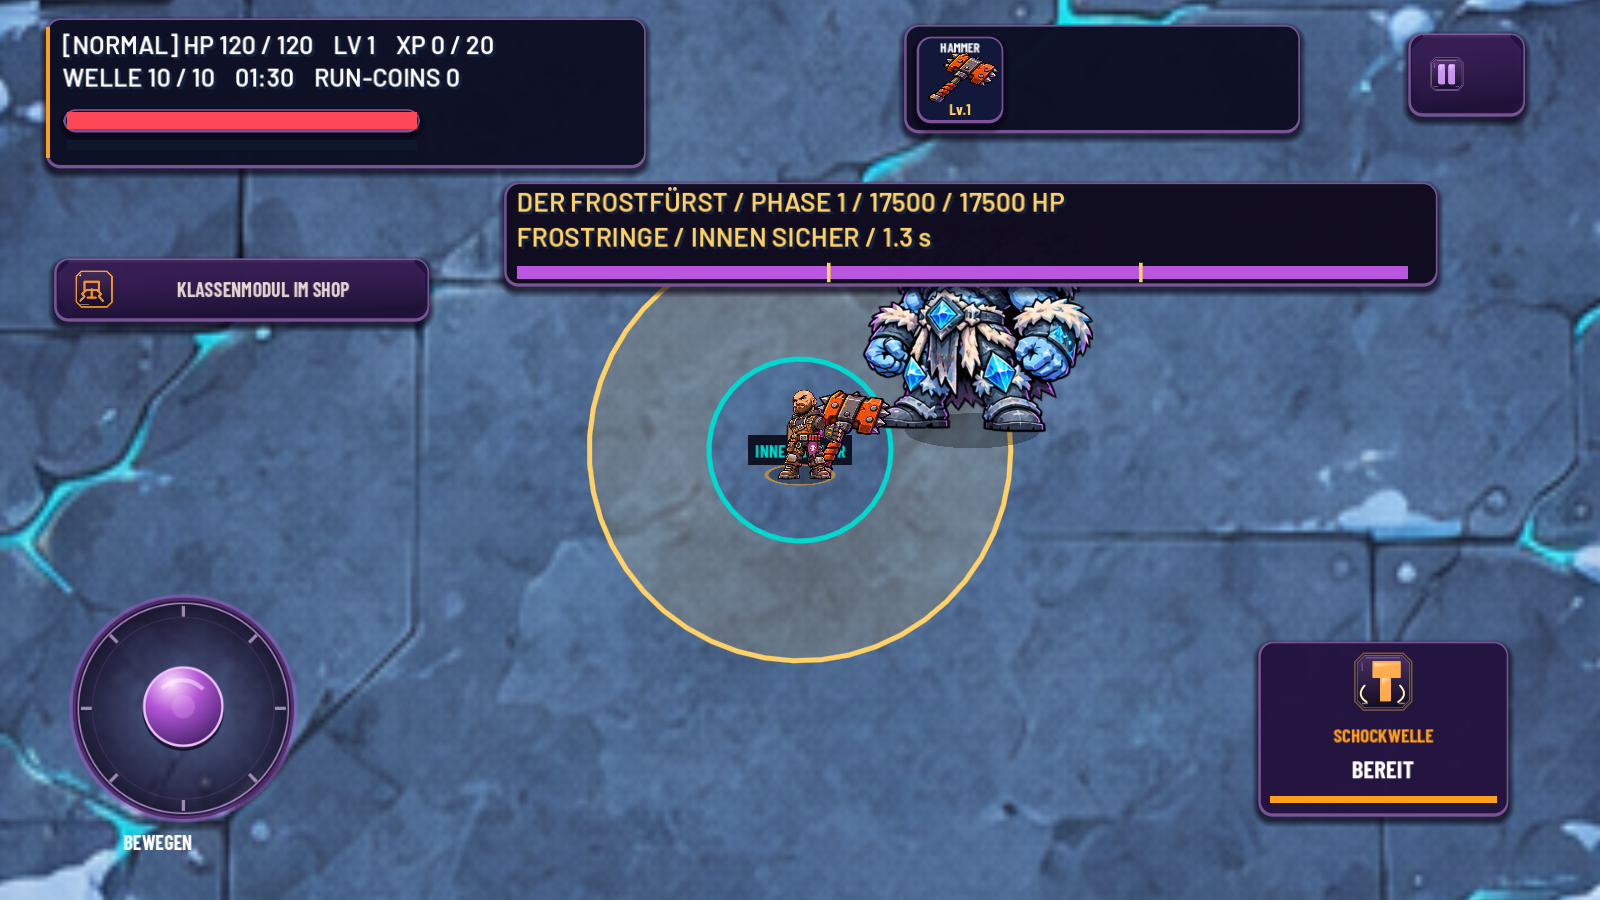 [NORMAL] HP 120 / 120 LV 1 XP 0 / 20
WELLE 10 / 10 01:30 RUN-COINS 0
HAMMER
Lv.1
DER FROSTFÜRST / PHASE 1 / 17500 / 17500 HP
FROSTRINGE / INNEN SICHER / 1.3 s
KLASSENMODUL IM SHOP
SCHOCKWELLE
BEREIT
BEWEGEN